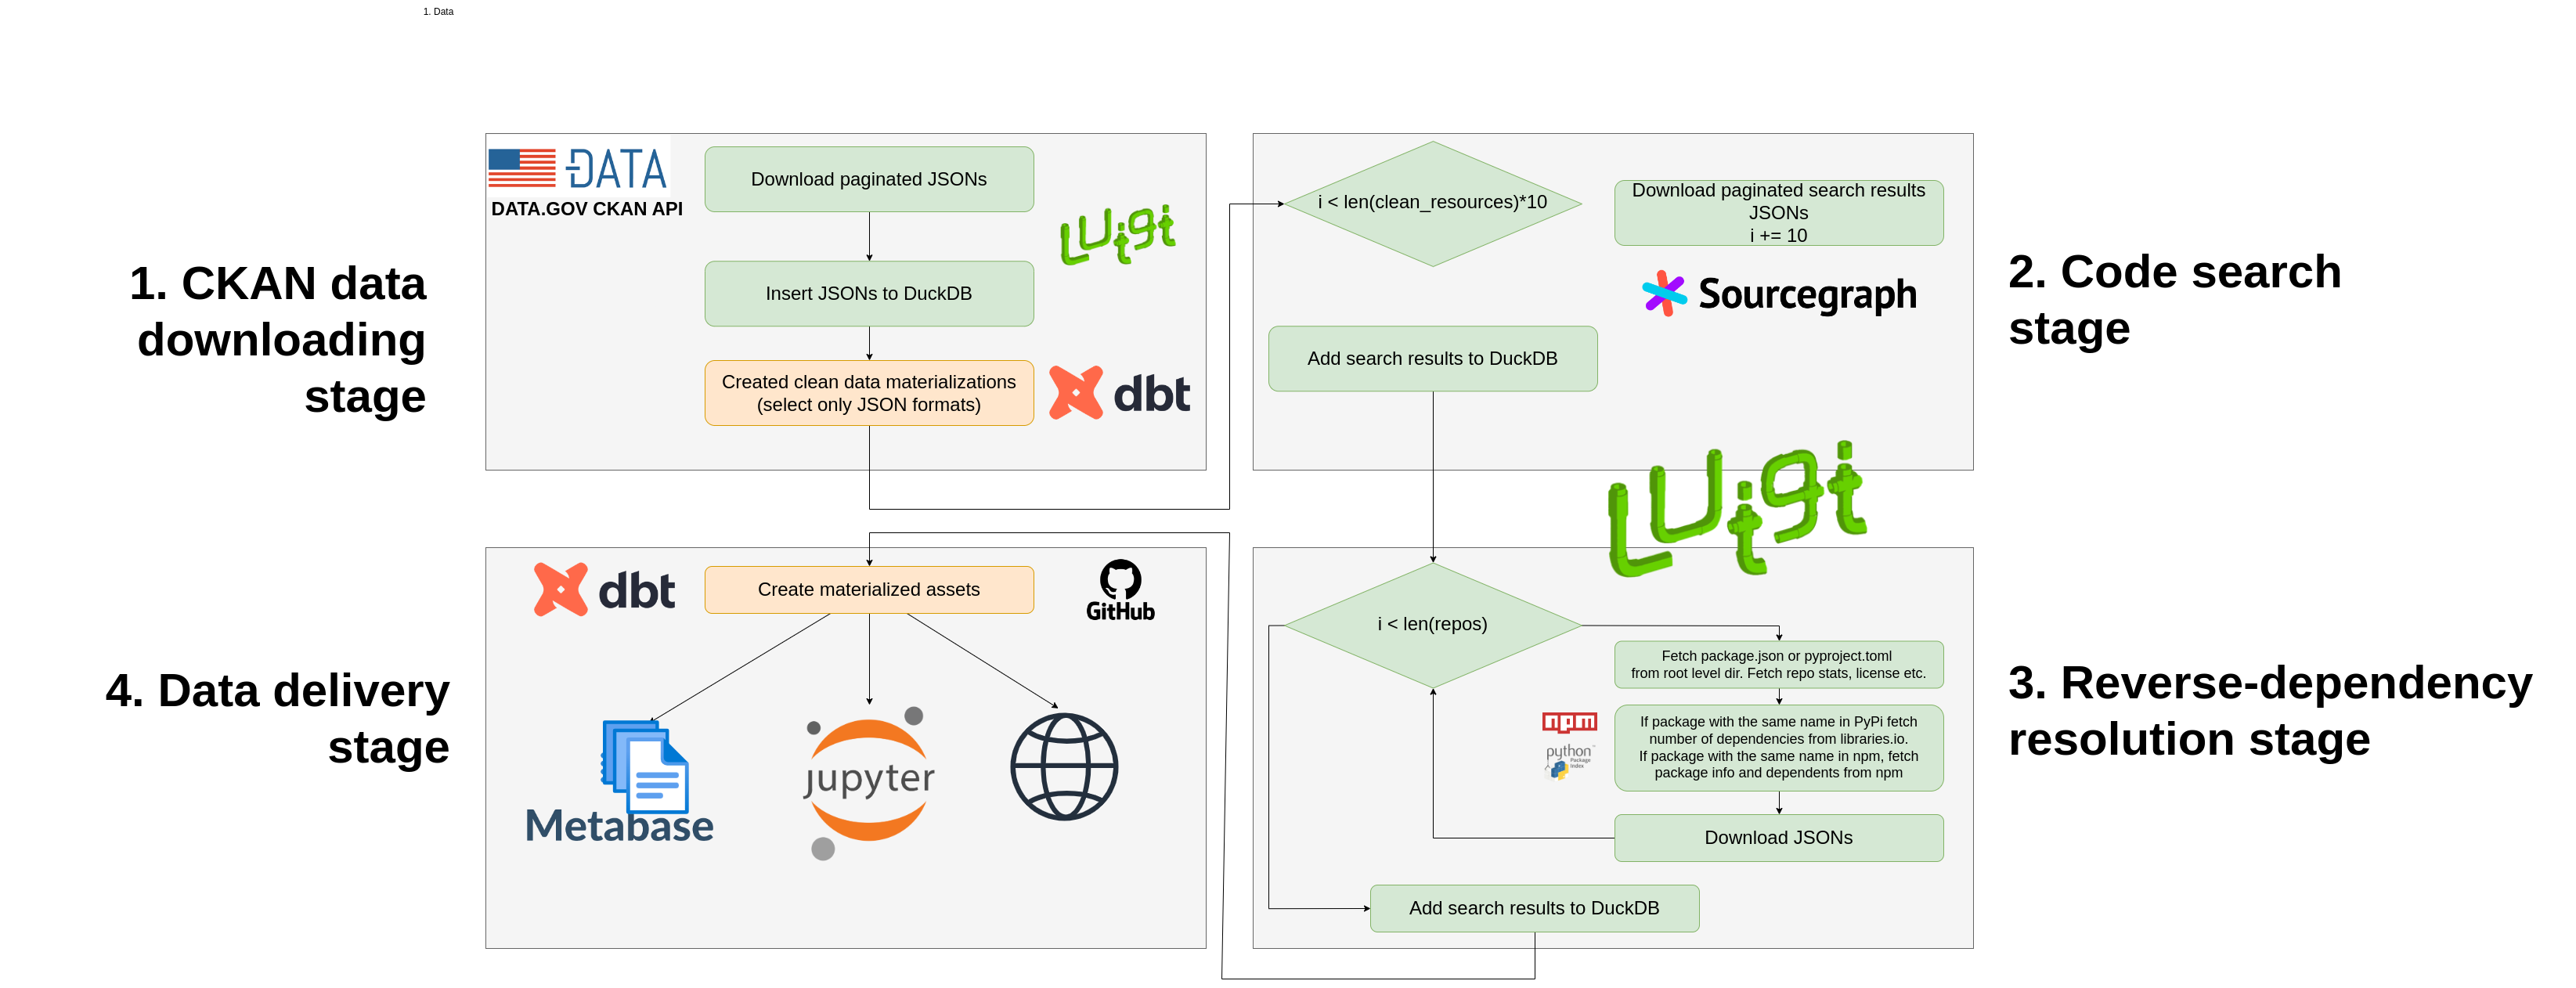 1. Data
DATA
DATA.GOV CKAN API
Download paginated JSONs
Luigi
Insert JSONs to DuckDB
Created clean data materializations
(select only JSON formats)
dbt
1. CKAN data
downloading
stage
i < len(clean_resources)*10
Download paginated search results
JSONs
i += 10
Sourcegraph
Add search results to DuckDB
2. Code search
stage
Luigi
i < len(repos)
Fetch package.json or pyproject.toml
from root level dir. Fetch repo stats, license etc.
If package with the same name in PyPi fetch
number of dependencies from libraries.io.
If package with the same name in npm, fetch
package info and dependents from npm
npm
python
Package
Index
Download JSONs
Add search results to DuckDB
3. Reverse-dependency
resolution stage
dbt
Create materialized assets
GitHub
Metabase
jupyter
4. Data delivery
stage